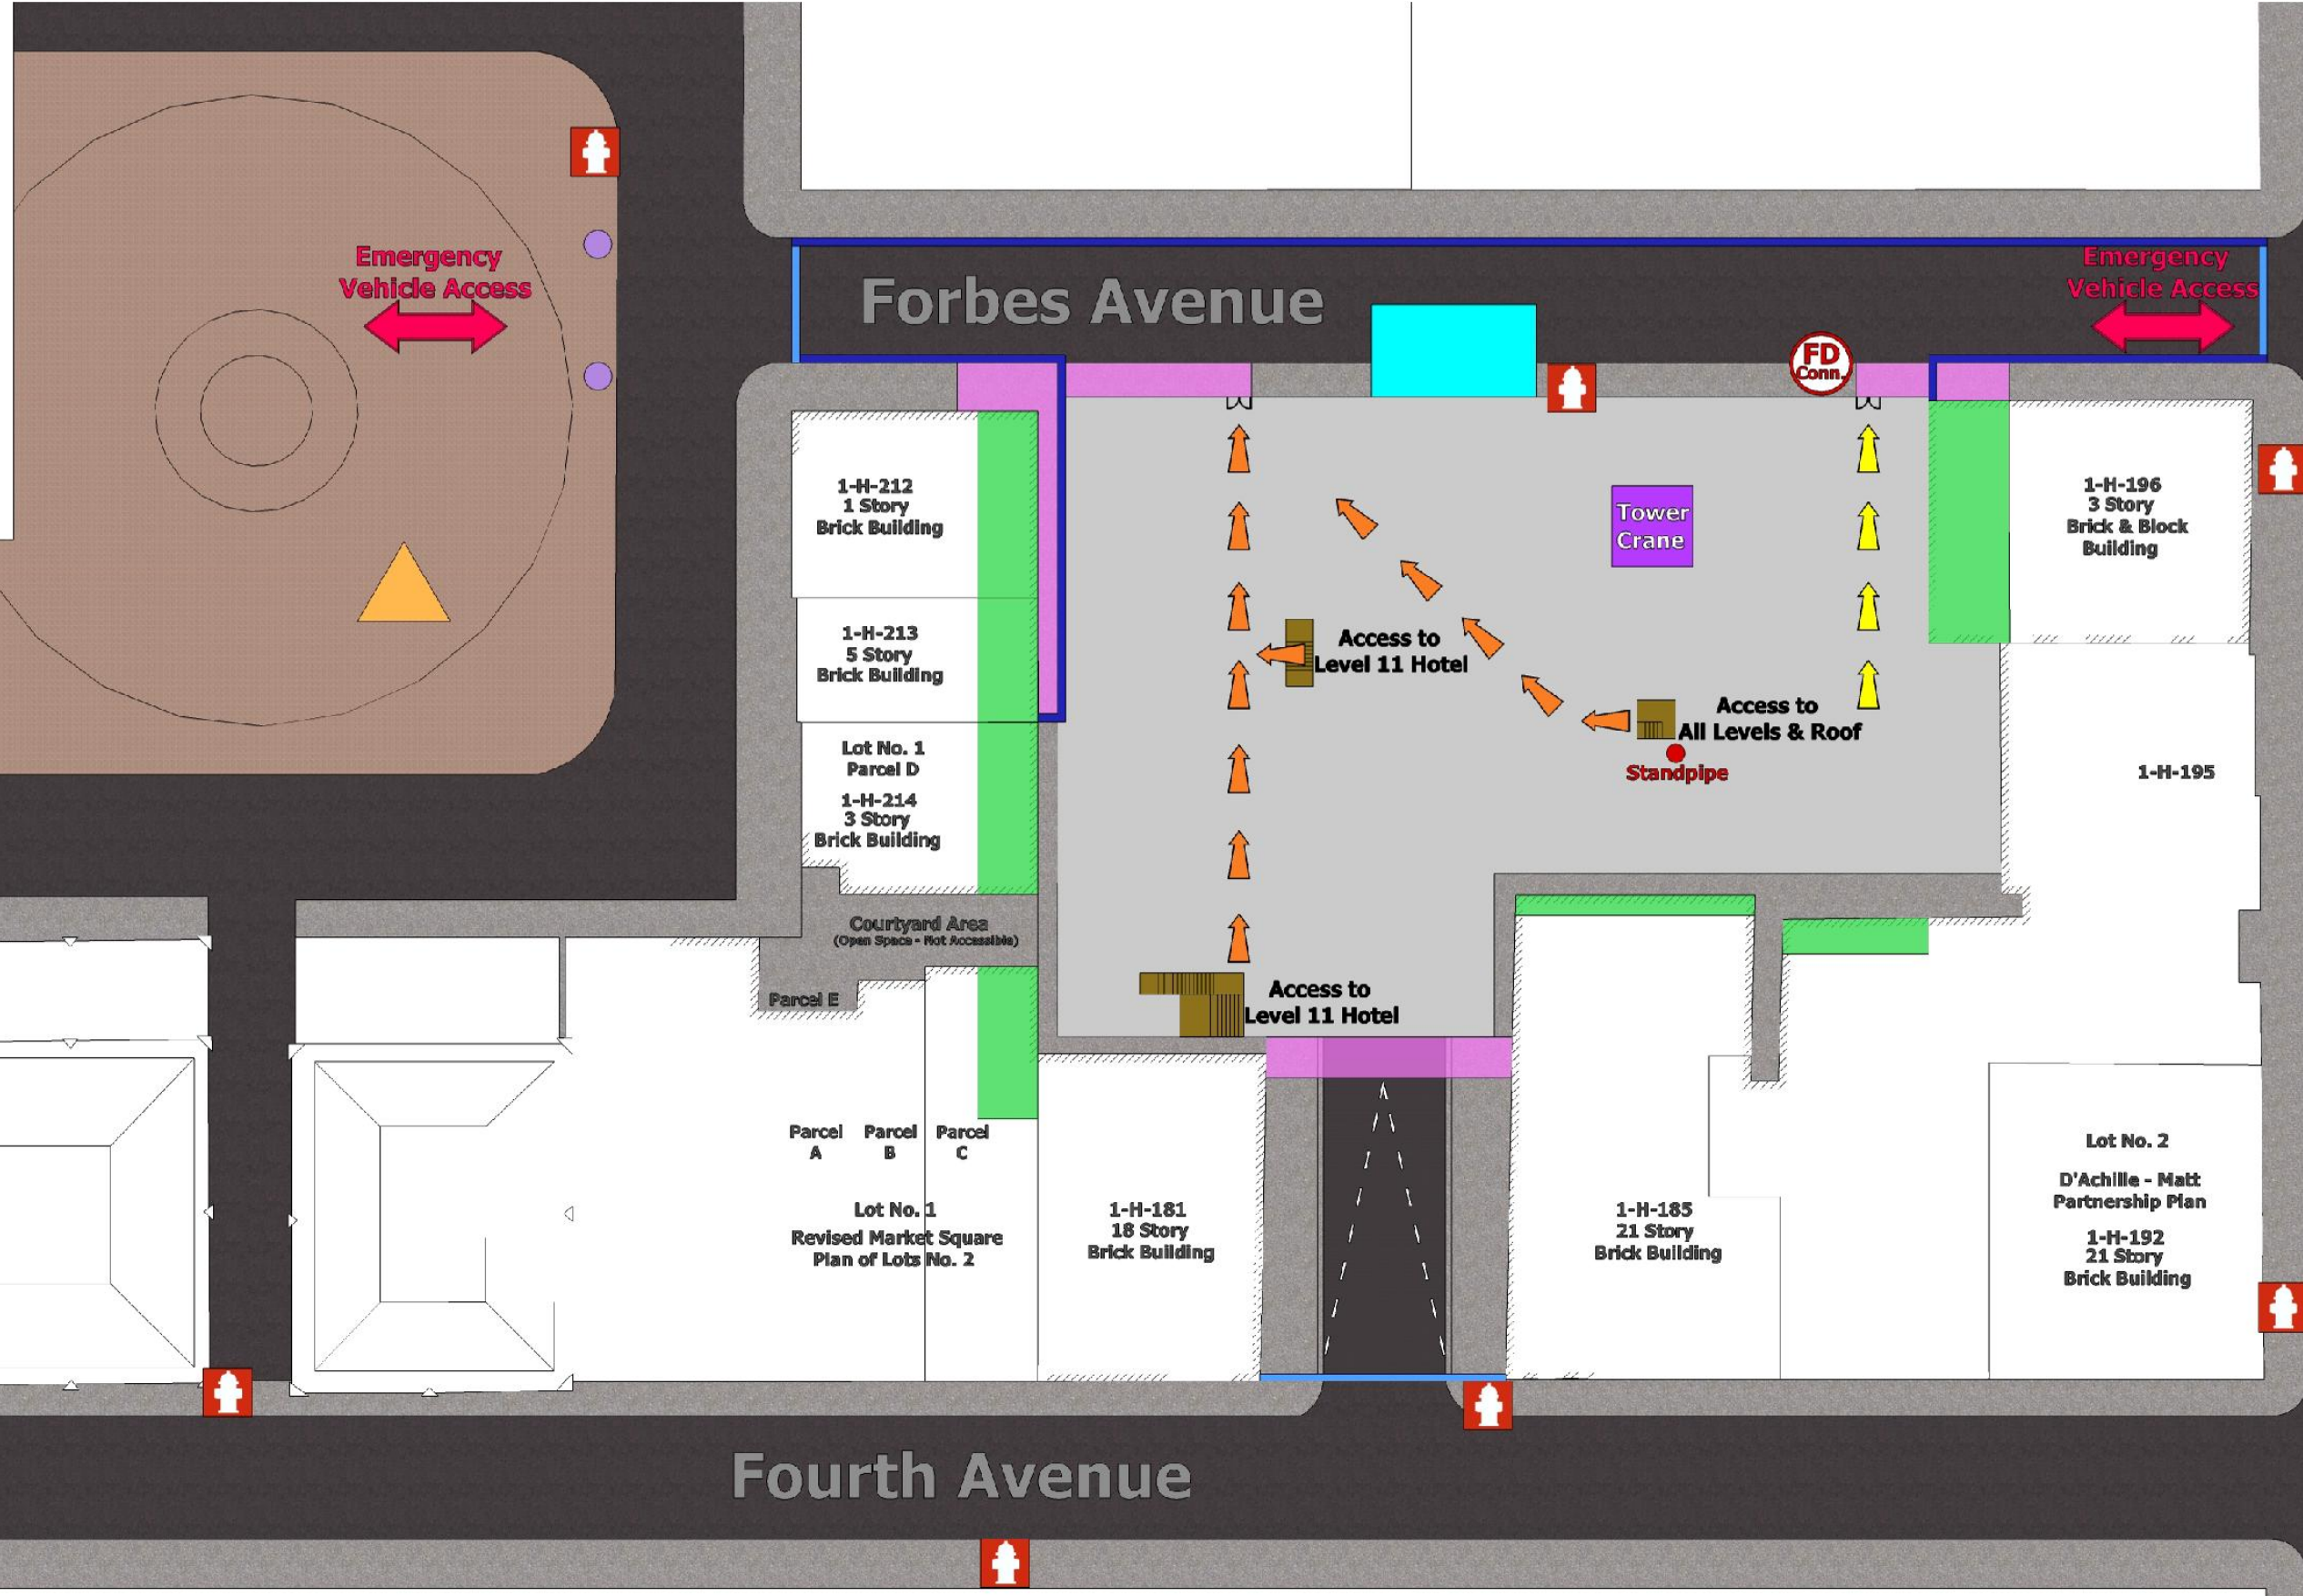 Emergency
Vehicle Access
Emergency
Vehicle Access
Forbes Avenue
FD
Conn.
1-H-212
1 Story
Brick Building
Tower
Crane
1-H-196
3 Story
Brick & Block
Building
1-H-213
5 Story
Brick Building
Access to
Level 11 Hotel
Access to
All Levels & Roof
Standpipe
Lot No. 1
Parcel D
1-H-214
3 Story
Brick Building
1-H-195
Courtyard Area
(Open Space - Not Accessible)
Parcel E
Access to
Level 11 Hotel
Parcel
A
Parcel
B
Parcel
C
Lot No. 1
Revised Market Square
Plan of Lots No. 2
1-H-181
18 Story
Brick Building
1-H-185
21 Story
Brick Building
Lot No. 2
D'Achille - Matt
Partnership Plan
1-H-192
21 Story
Brick Building
Fourth Avenue